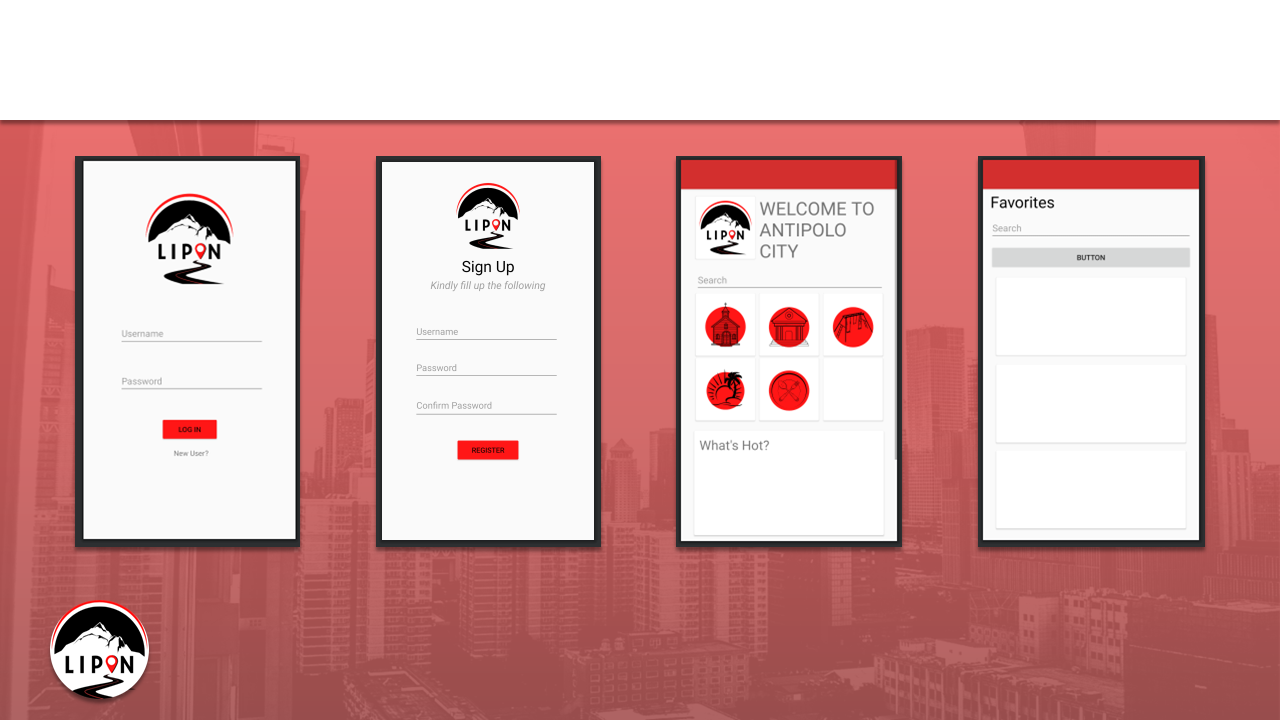 LIPON
Username
Password
LOG IN
New User?
LIPON
Sign Up
Kindly fill up the following
Username
Password
Confirm Password
REGISTER
LIPON
WELCOME TO
ANTIPOLO
CITY
Search
What's Hot?
Favorites
Search
BUTTON
LIPON